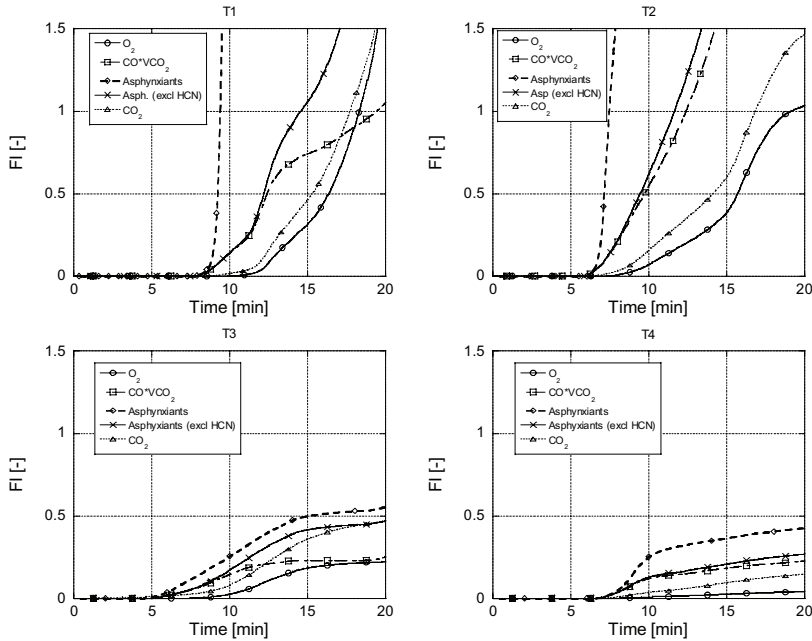 T1
FI [-]
1.5
1
0.5
0
O2
CO*VCO2
Asphynxiants
Asph. (excl HCN)
CO2
0 5 10 15 20
Time [min]
T2
FI [-]
1.5
1
0.5
0
O2
CO*VCO2
Asphynxiants
Asp (excl HCN)
CO2
0 5 10 15 20
Time [min]
T3
FI [-]
1.5
1
0.5
0
O2
CO*VCO2
Asphynxiants
Asphyxiants (excl HCN)
CO2
0 5 10 15 20
Time [min]
T4
FI [-]
1.5
1
0.5
0
O2
CO*VCO2
Asphynxiants
Asphyxiants (excl HCN)
CO2
0 5 10 15 20
Time [min]